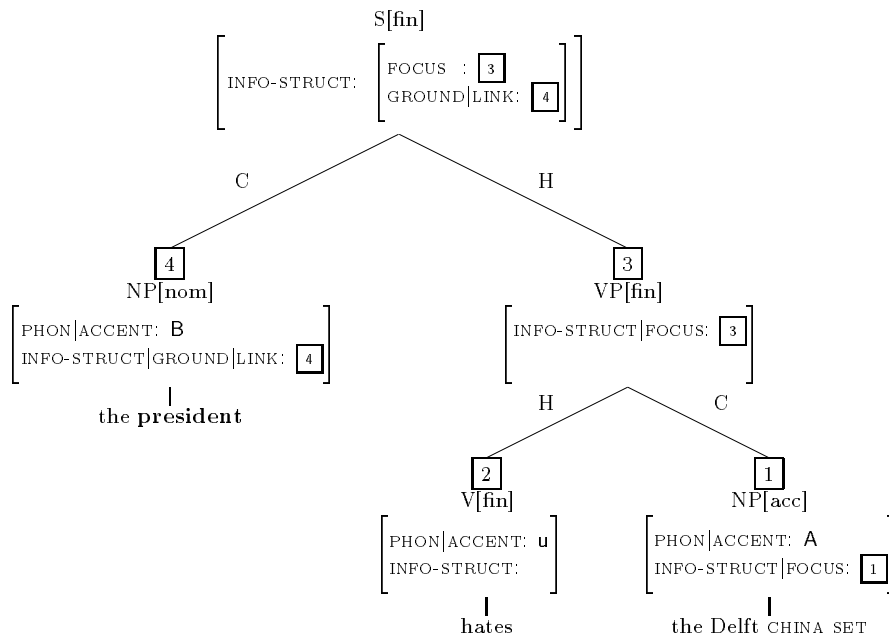 S[fin]
INFO-STRUCT: FOCUS : 3
GROUND|LINK: 4
C H
4 3
NP[nom] VP[fin]
PHON|ACCENT: B
INFO-STRUCT|GROUND|LINK: 4
INFO-STRUCT|FOCUS: 3
the president
H C
2 1
V[fin] NP[acc]
PHON|ACCENT: u
INFO-STRUCT:
PHON|ACCENT: A
INFO-STRUCT|FOCUS: 1
hates
the Delft CHINA SET